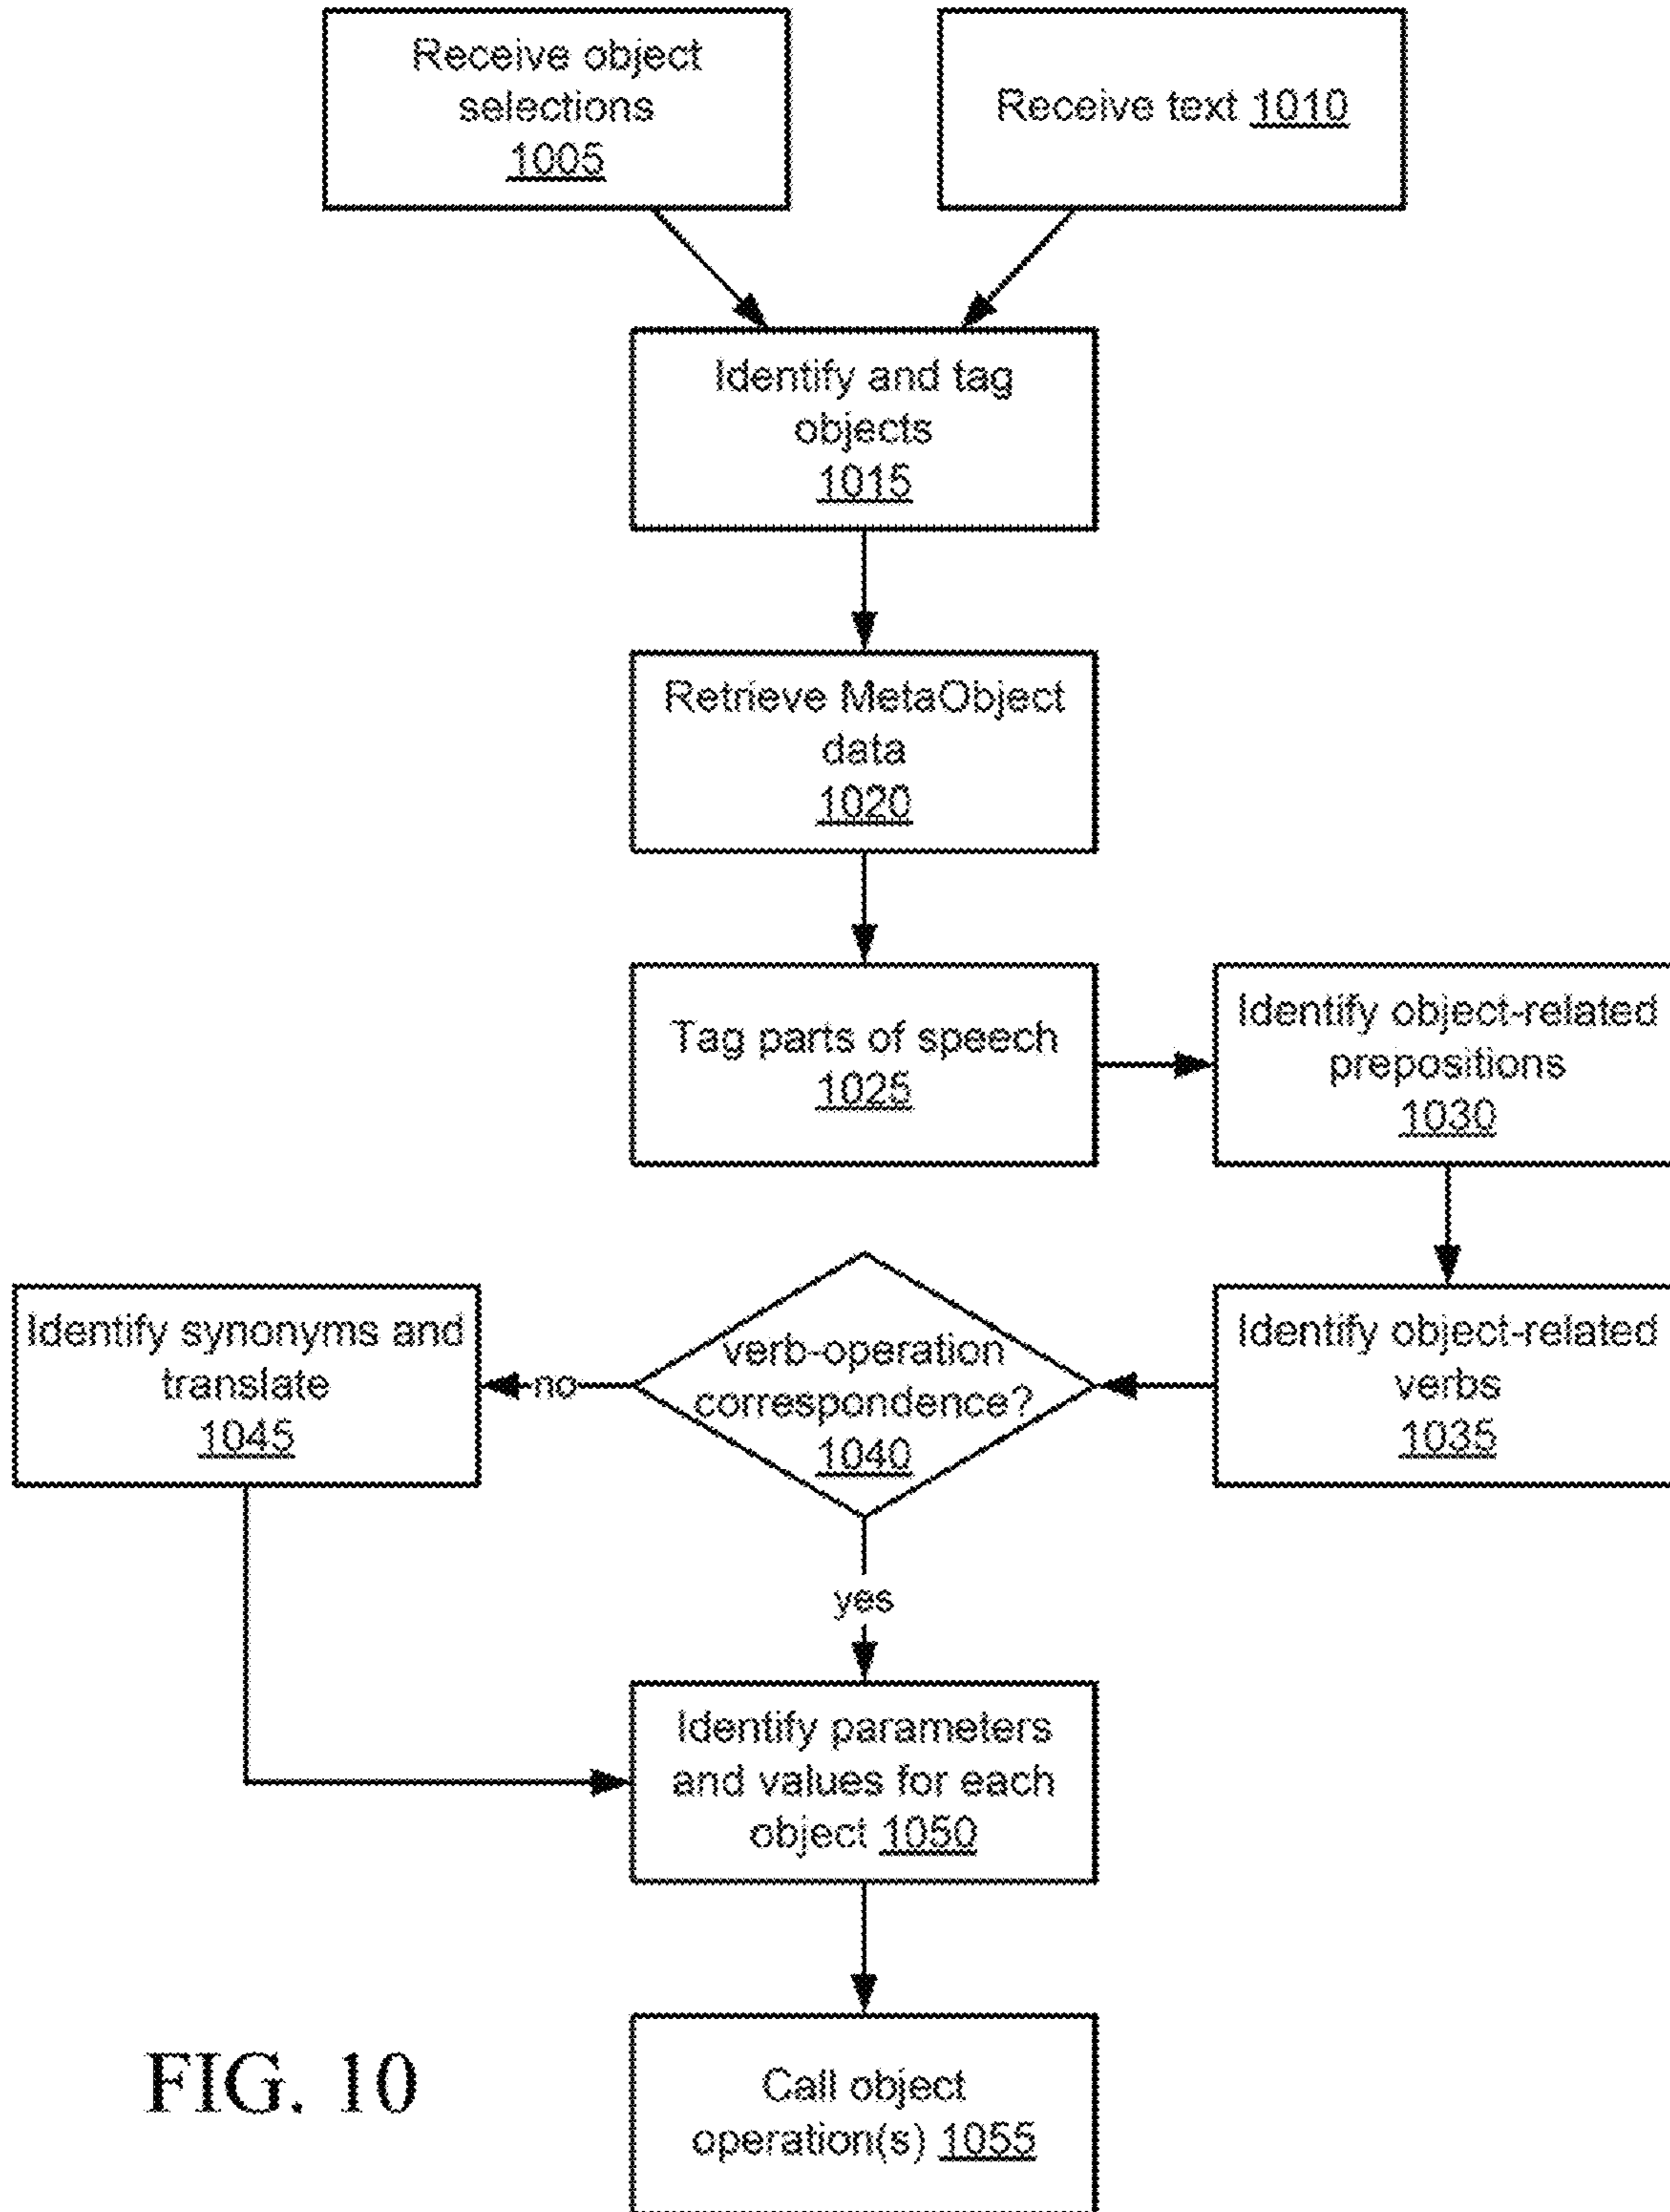 Receive object
selections
1005
Receive text 1010
Identify and tag
objects
1015
Retrieve MetaObject
data
1020
Tag parts of speech
1025
Identify object-related
prepositions
1030
Identify object-related
verbs
1035
verb-operation
correspondence?
1040
no
Identify synonyms and
translate
1045
yes
Identify parameters
and values for each
object 1050
Call object
operation(s) 1055
FIG. 10